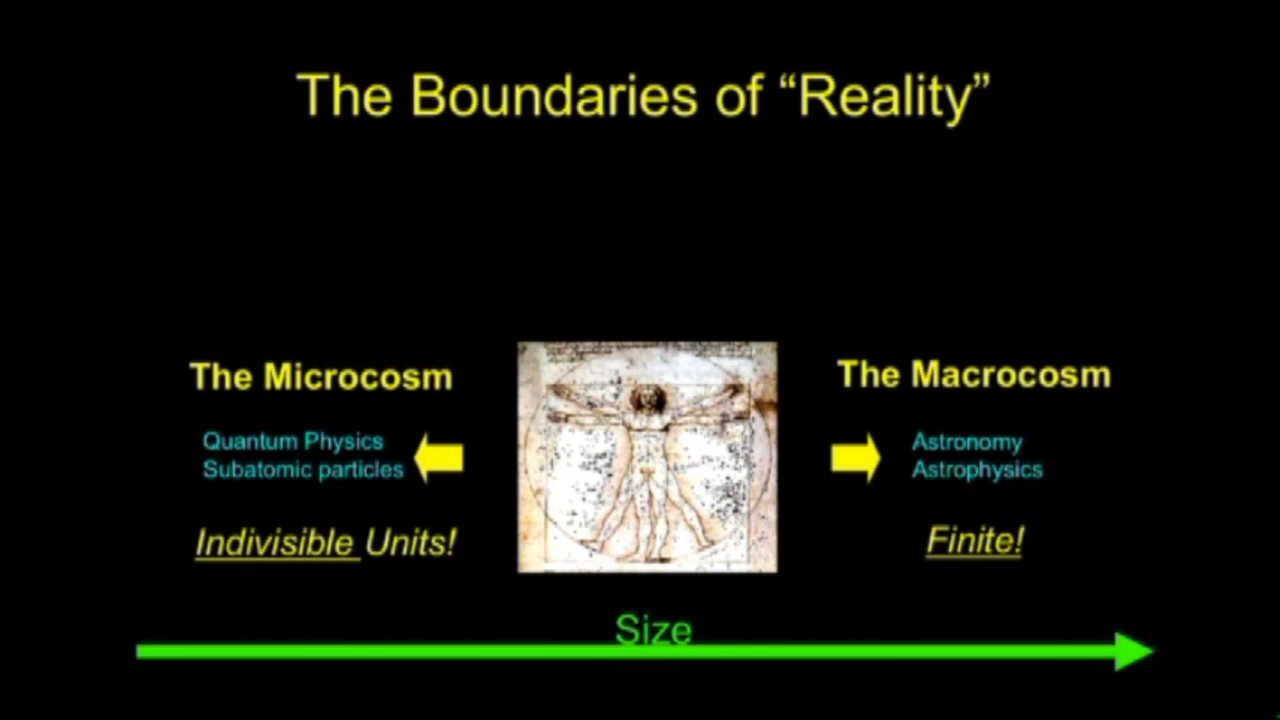 The Boundaries of “Reality”
The Microcosm
The Macrocosm
Quantum Physics
Subatomic particles
Astronomy
Astrophysics
Indivisible Units!
Finite!
Size